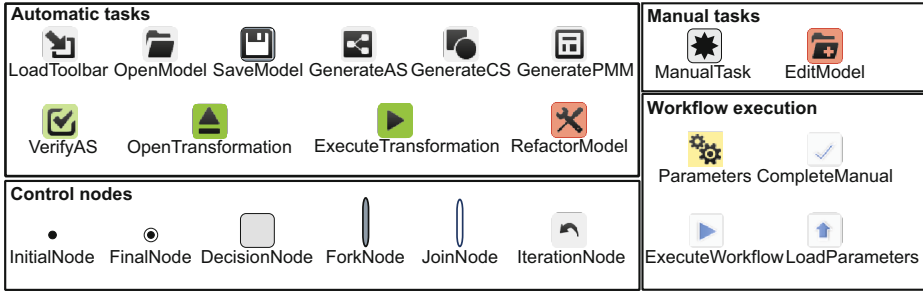 Automatic tasks
LoadToolbar OpenModel SaveModel GenerateAS GenerateCS GeneratePMM
VerifyAS OpenTransformation ExecuteTransformation RefactorModel
Control nodes
InitialNode FinalNode DecisionNode ForkNode JoinNode IterationNode
Manual tasks
ManualTask EditModel
Workflow execution
Parameters CompleteManual
ExecuteWorkflow LoadParameters